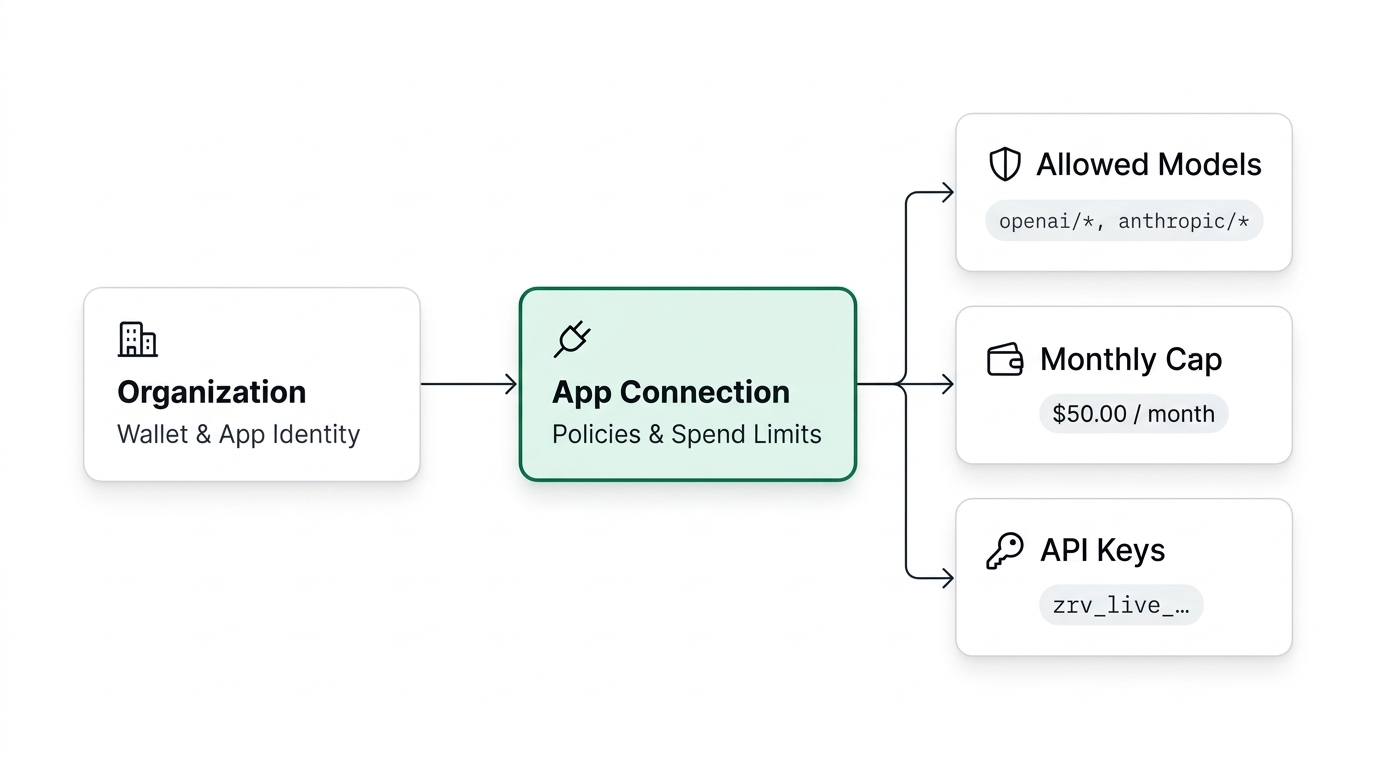 Organization
Wallet & App Identity
App Connection
Policies & Spend Limits
Allowed Models
openai/*, anthropic/*
Monthly Cap
$50.00 / month
API Keys
zrv_live_…